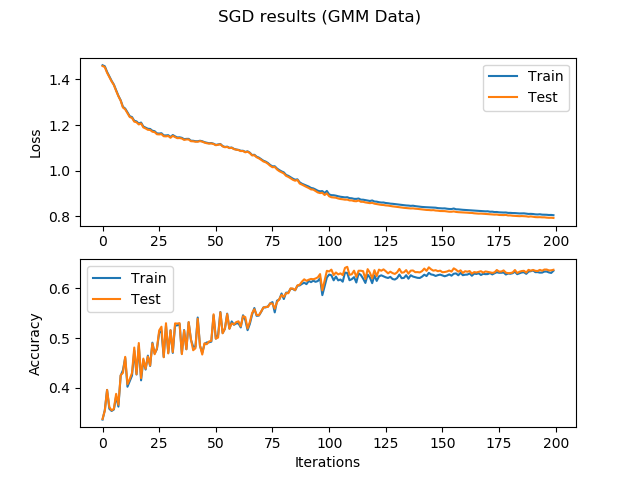 SGD results (GMM Data)
1.4
1.2
1.0
0.8
Loss
Train
Test
0 25 50 75 100 125 150 175 200
0.6
0.5
0.4
Accuracy
Train
Test
0 25 50 75 100 125 150 175 200
Iterations